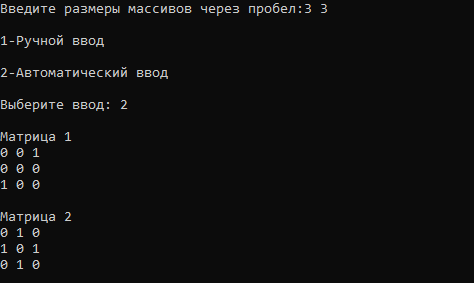 Введите размеры массивов через пробел:3 3
1-Ручной ввод
2-Автоматический ввод
Выберите ввод: 2
Матрица 1
0 0 1
0 0 0
1 0 0
Матрица 2
0 1 0
1 0 1
0 1 0